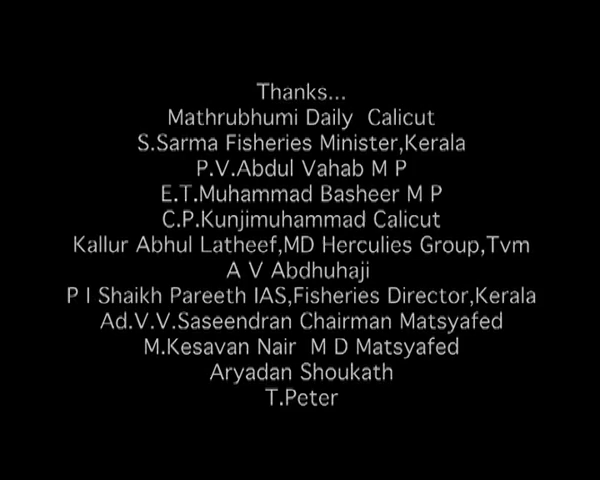 Thanks...
Mathrubhumi Daily  Calicut
S.Sarma Fisheries Minister,Kerala
P.V.Abdul Vahab M P
E.T.Muhammad Basheer M P
C.P.Kunjimuhammad Calicut
Kallur Abhul Latheef,MD Herculies Group,Tvm
A V Abdhuhaji
P I Shaikh Pareeth IAS,Fisheries Director,Kerala
Ad.V.V.Saseendran Chairman Matsyafed
M.Kesavan Nair  M D Matsyafed
Aryadan Shoukath
T.Peter